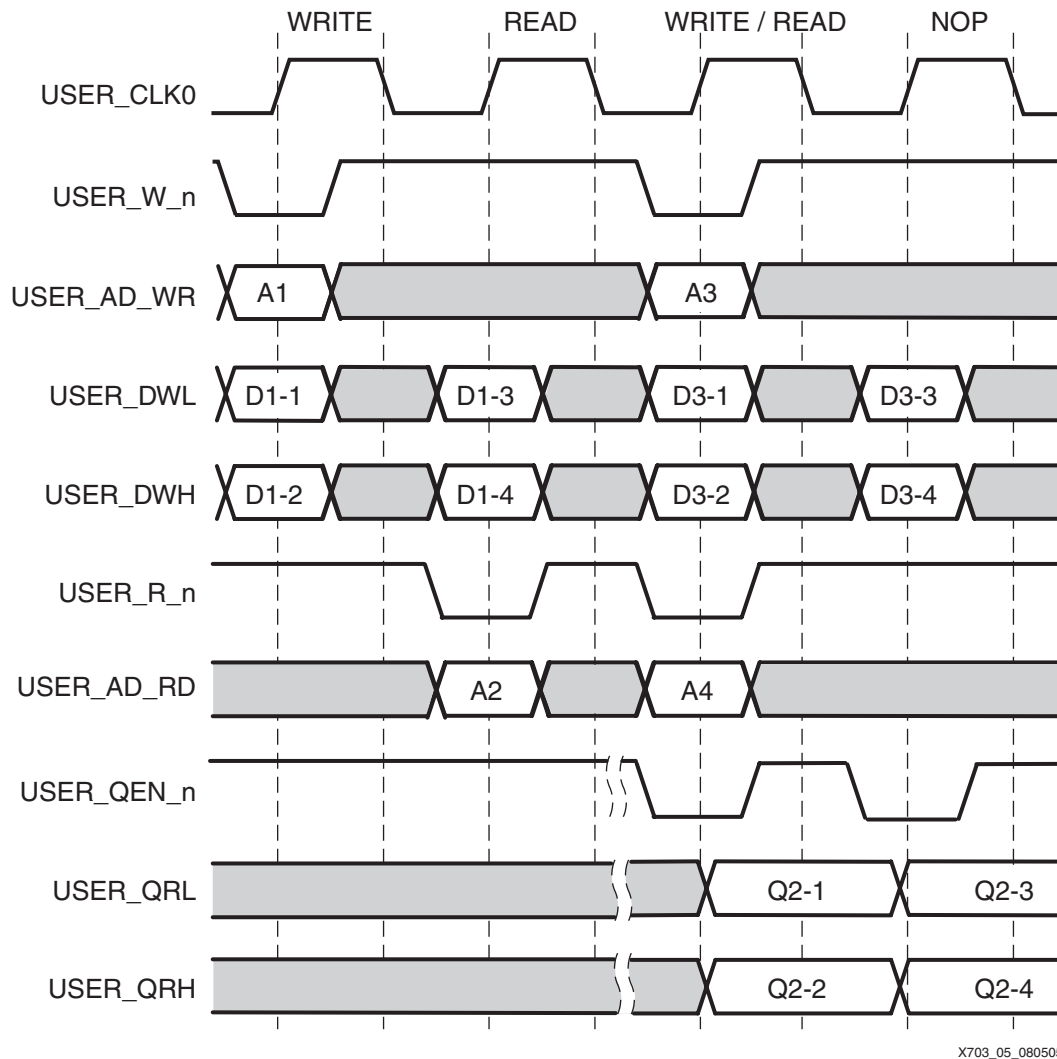 WRITE READ WRITE / READ NOP
USER_CLK0
USER_W_n
USER_AD_WR A1 A3
USER_DWL D1-1 D1-3 D3-1 D3-3
USER_DWH D1-2 D1-4 D3-2 D3-4
USER_R_n
USER_AD_RD A2 A4
USER_QEN_n
USER_QRL Q2-1 Q2-3
USER_QRH Q2-2 Q2-4